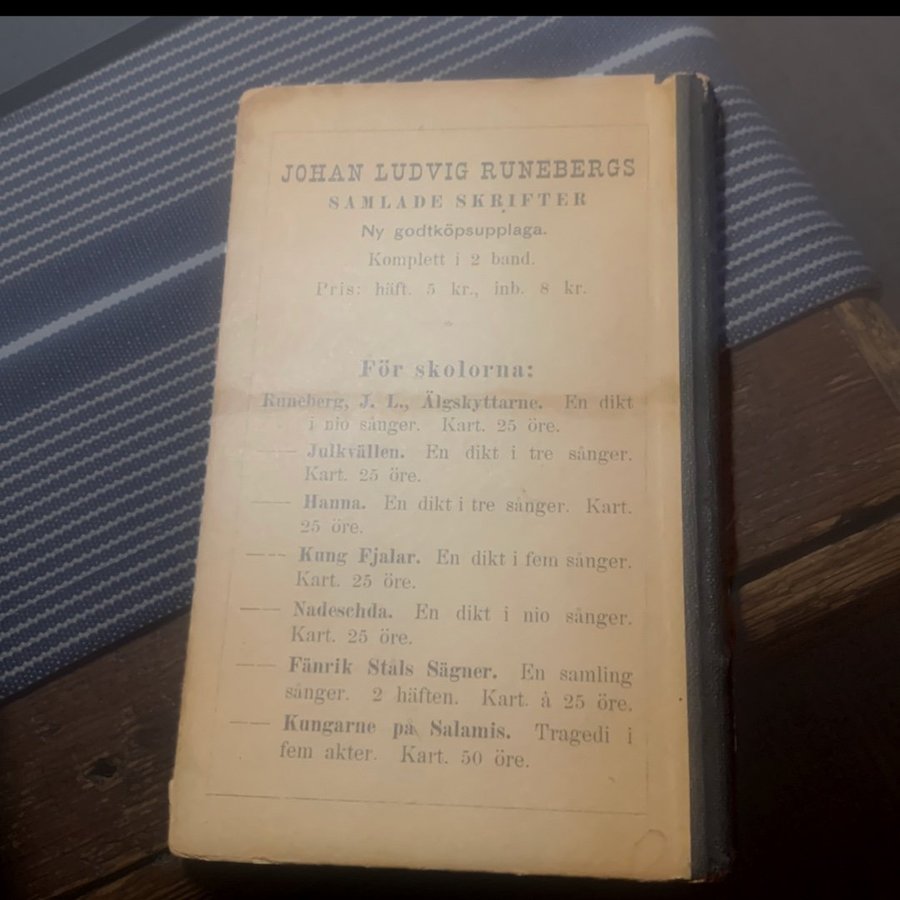 JOHAN LUDVIG RUNEBERGS
SAMLADE SKRIFTER
Ny godtköpsupplaga.
Komplett i 2 band.
Pris: häft. 5 kr., inb. 8 kr.
För skolorna:
Runeberg, J. L., Älgskyttarne. En dikt
i nio sånger. Kart. 25 öre.
—— Julkvällen. En dikt i tre sånger.
Kart. 25 öre.
—— Hanna. En dikt i tre sånger. Kart.
25 öre.
—— Kung Fjalar. En dikt i fem sånger.
Kart. 25 öre.
—— Nadeschda. En dikt i nio sånger.
Kart. 25 öre.
—— Fänrik Ståls Sägner. En samling
sånger. 2 häften. Kart. à 25 öre.
—— Kungarne på Salamis. Tragedi i
fem akter. Kart. 50 öre.